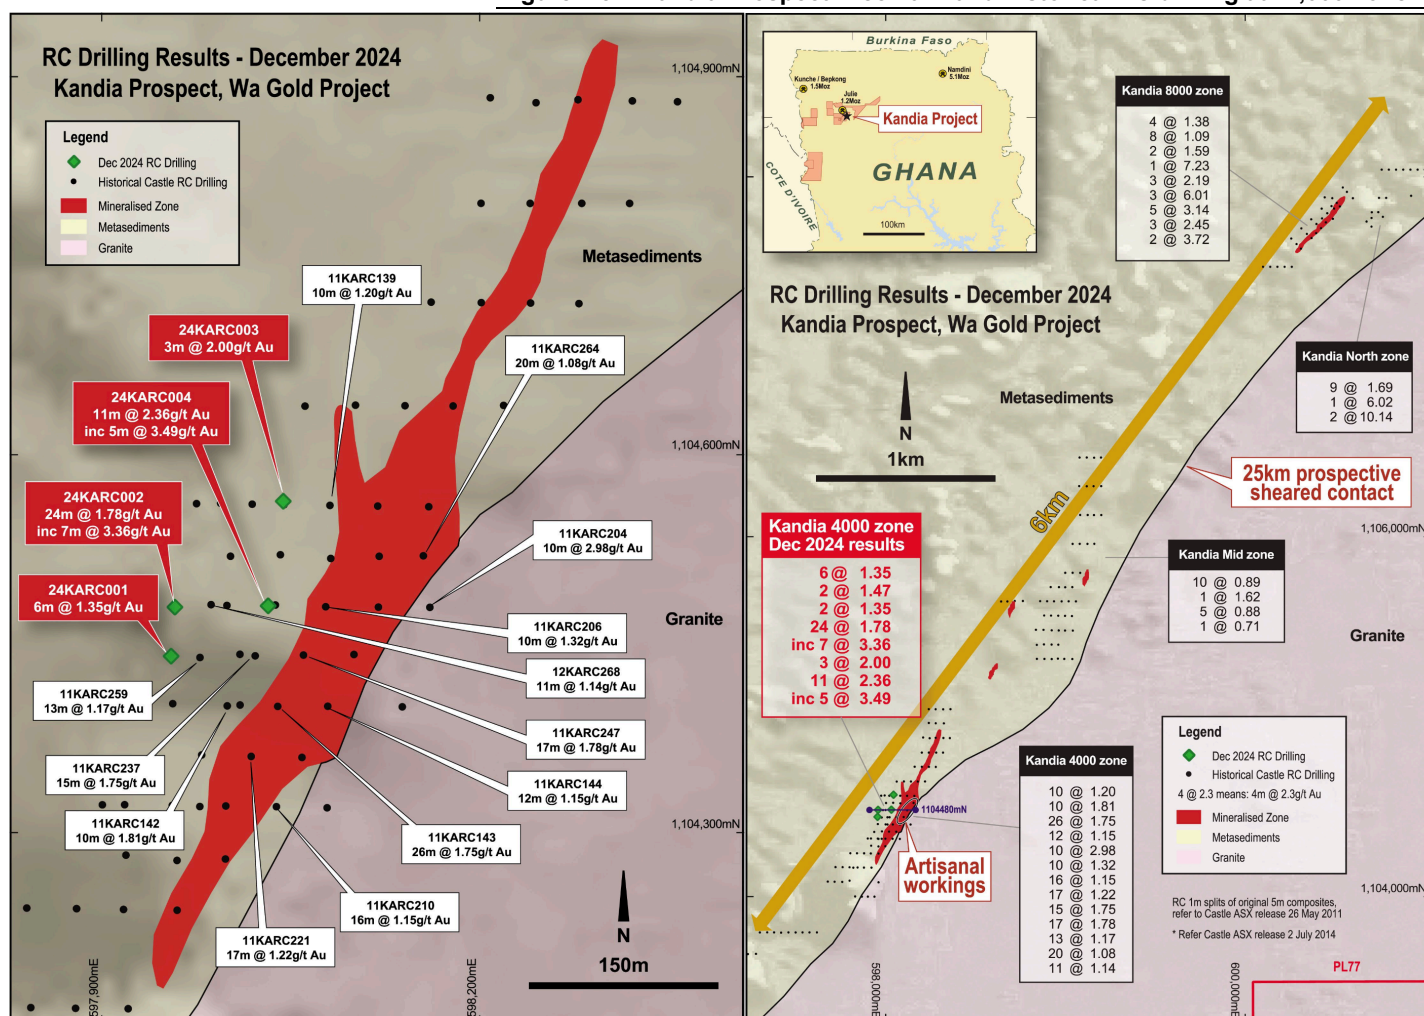 RC Drilling Results - December 2024
Kandia Prospect, Wa Gold Project
Legend
Dec 2024 RC Drilling
Historical Castle RC Drilling
Mineralised Zone
Metasediments
Granite
1,104,900mN
Metasediments
11KARC139
10m @ 1.20g/t Au
24KARC003
3m @ 2.00g/t Au
11KARC264
20m @ 1.08g/t Au
24KARC004
11m @ 2.36g/t Au
inc 5m @ 3.49g/t Au
1,104,600mN
24KARC002
24m @ 1.78g/t Au
inc 7m @ 3.36g/t Au
11KARC204
10m @ 2.98g/t Au
24KARC001
6m @ 1.35g/t Au
11KARC206
10m @ 1.32g/t Au
Granite
12KARC268
11m @ 1.14g/t Au
11KARC259
13m @ 1.17g/t Au
11KARC247
17m @ 1.78g/t Au
11KARC237
15m @ 1.75g/t Au
11KARC144
12m @ 1.15g/t Au
11KARC142
10m @ 1.81g/t Au
11KARC143
26m @ 1.75g/t Au
1,104,300mN
11KARC210
16m @ 1.15g/t Au
11KARC221
17m @ 1.22g/t Au
N
150m
597,900mE
598,200mE
Burkina Faso
Kunche / Bepkong
1.5Moz
Namdini
5.1Moz
Julie
1.2Moz
Kandia Project
GHANA
COTE D'IVOIRE
100km
RC Drilling Results - December 2024
Kandia Prospect, Wa Gold Project
Kandia 8000 zone
4 @ 1.38
8 @ 1.09
2 @ 1.59
1 @ 7.23
3 @ 2.19
3 @ 6.01
5 @ 3.14
3 @ 2.45
2 @ 3.72
Kandia North zone
9 @ 1.69
1 @ 6.02
2 @ 10.14
Metasediments
N
1km
25km prospective
sheared contact
6km
1,106,000mN
Kandia 4000 zone
Dec 2024 results
6 @ 1.35
2 @ 1.47
2 @ 1.35
24 @ 1.78
inc 7 @ 3.36
3 @ 2.00
11 @ 2.36
inc 5 @ 3.49
Kandia Mid zone
10 @ 0.89
1 @ 1.62
5 @ 0.88
1 @ 0.71
Granite
1104480mN
Artisanal
workings
Kandia 4000 zone
10 @ 1.20
10 @ 1.81
26 @ 1.75
12 @ 1.15
10 @ 2.98
10 @ 1.32
16 @ 1.15
17 @ 1.22
15 @ 1.75
17 @ 1.78
13 @ 1.17
20 @ 1.08
11 @ 1.14
Legend
Dec 2024 RC Drilling
Historical Castle RC Drilling
4 @ 2.3 means: 4m @ 2.3g/t Au
Mineralised Zone
Metasediments
Granite
1,104,000mN
RC 1m splits of original 5m composites,
refer to Castle ASX release 26 May 2011
* Refer Castle ASX release 2 July 2014
PL77
598,000mE
600,000mE